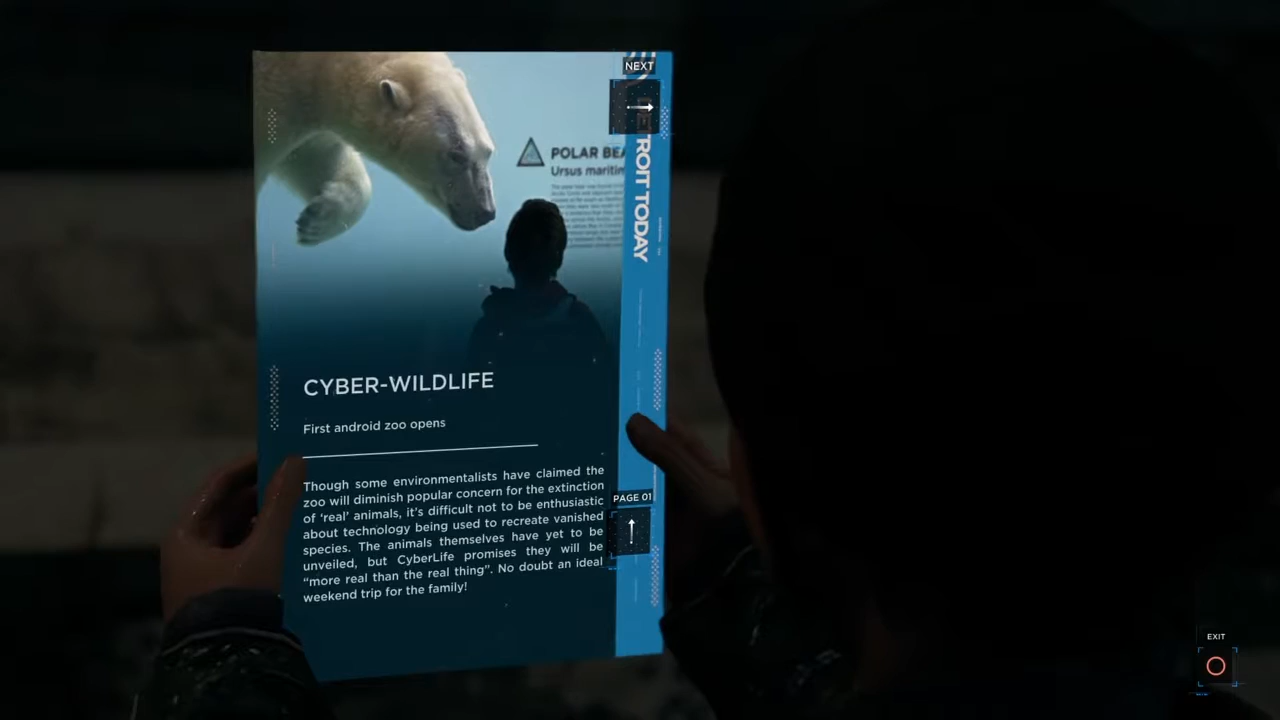 NEXT
POLAR BEA
Ursus maritim
ETROIT TODAY
CYBER-WILDLIFE
First android zoo opens
Though some environmentalists have claimed the
zoo will diminish popular concern for the extinction
of ‘real’ animals, it’s difficult not to be enthusiastic
about technology being used to recreate vanished
species. The animals themselves have yet to be
unveiled, but CyberLife promises they will be
“more real than the real thing”. No doubt an ideal
weekend trip for the family!
PAGE 01
EXIT